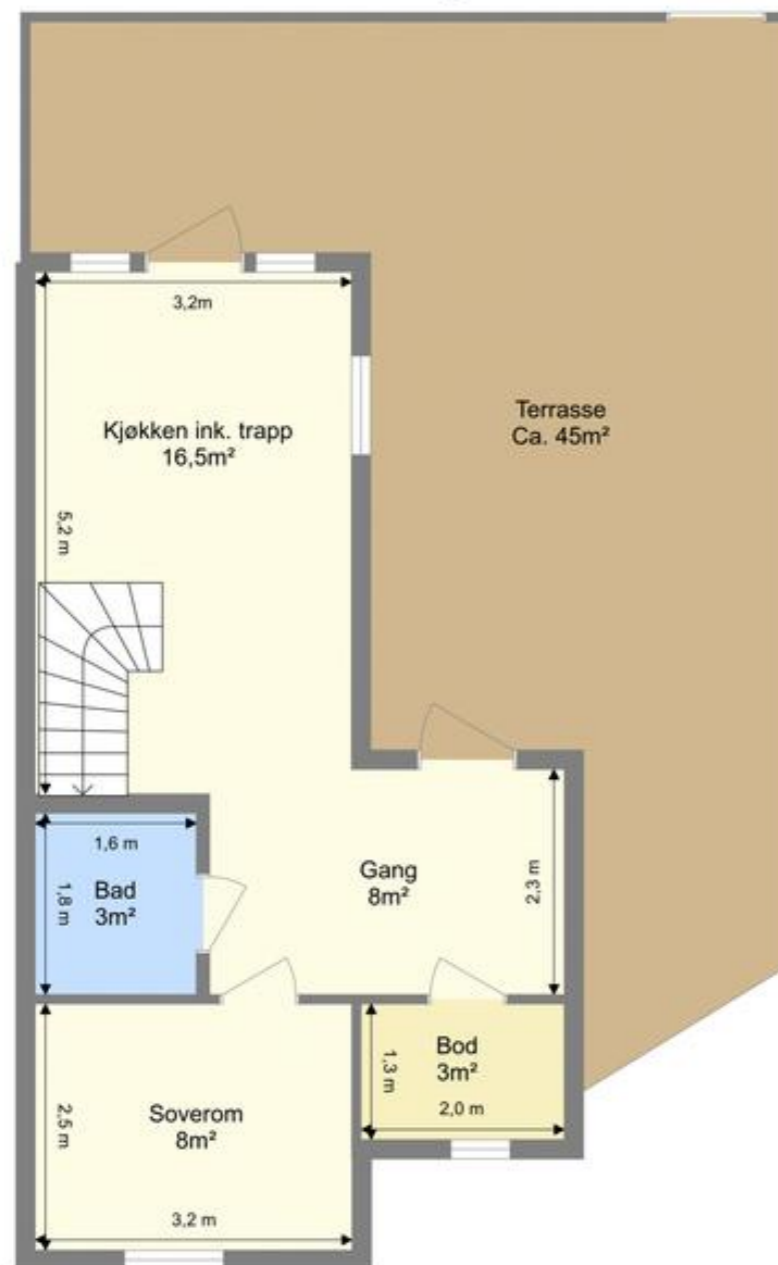 3,2m
Kjøkken ink. trapp
16,5m²
Terrasse
Ca. 45m²
5,2 m
1,6 m
Bad
3m²
1,8 m
Gang
8m²
2,3 m
Bod
3m²
1,3 m
2,0 m
Soverom
8m²
2,5 m
3,2 m